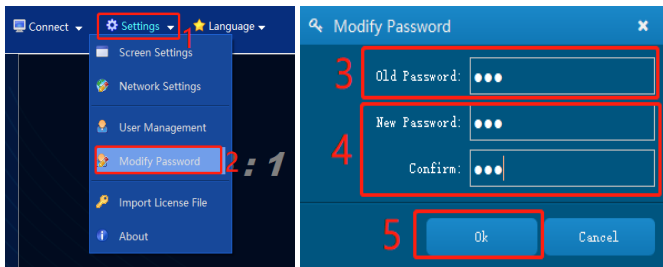 Connect Settings Language
1
Screen Settings
Network Settings
User Management
Modify Password 2 : 1
Import License File
About
Modify Password
3 Old Password:
4 New Password:
Confirm:
5 Ok Cancel